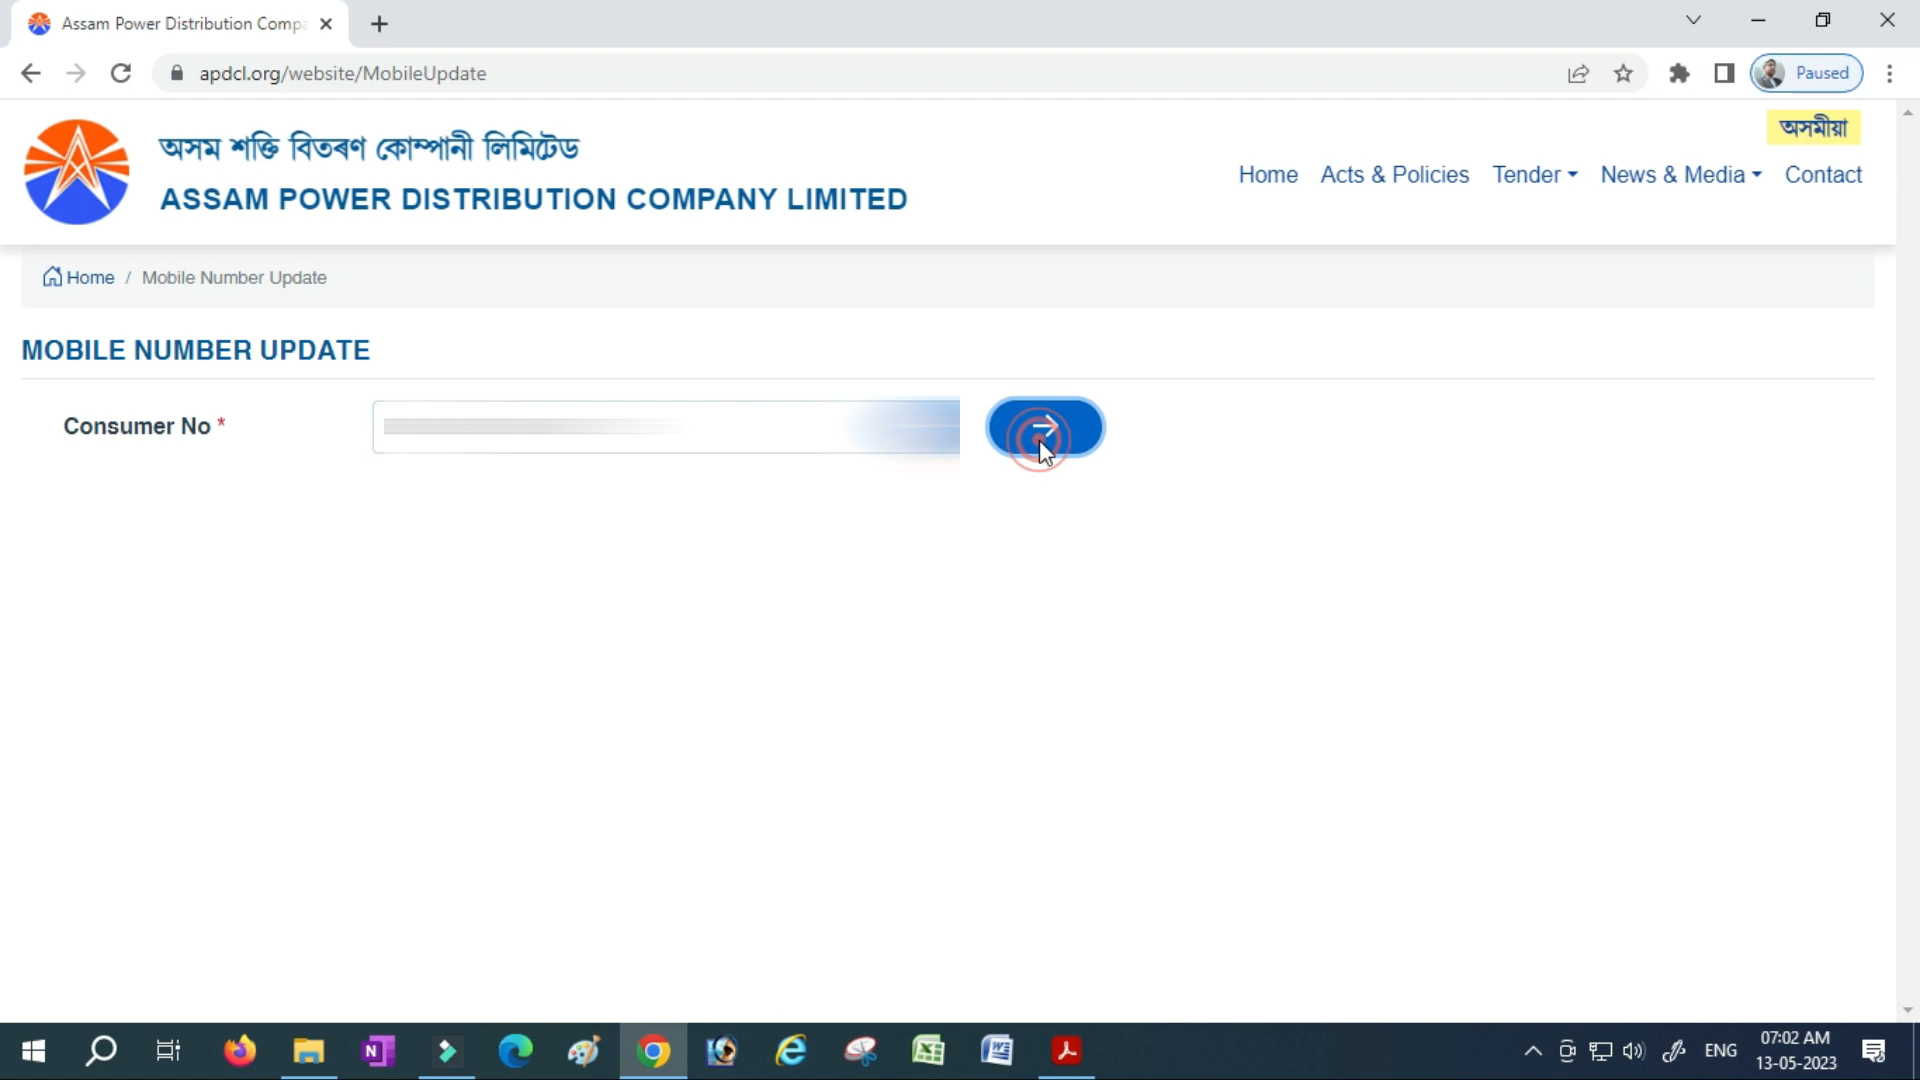 Assam Power Distribution Comp
apdcl.org/website/MobileUpdate
Paused
অসম শক্তি বিতৰণ কোম্পানী লিমিটেড
ASSAM POWER DISTRIBUTION COMPANY LIMITED
অসমীয়া
Home Acts & Policies Tender News & Media Contact
Home / Mobile Number Update
MOBILE NUMBER UPDATE
Consumer No *
ENG
07:02 AM
13-05-2023